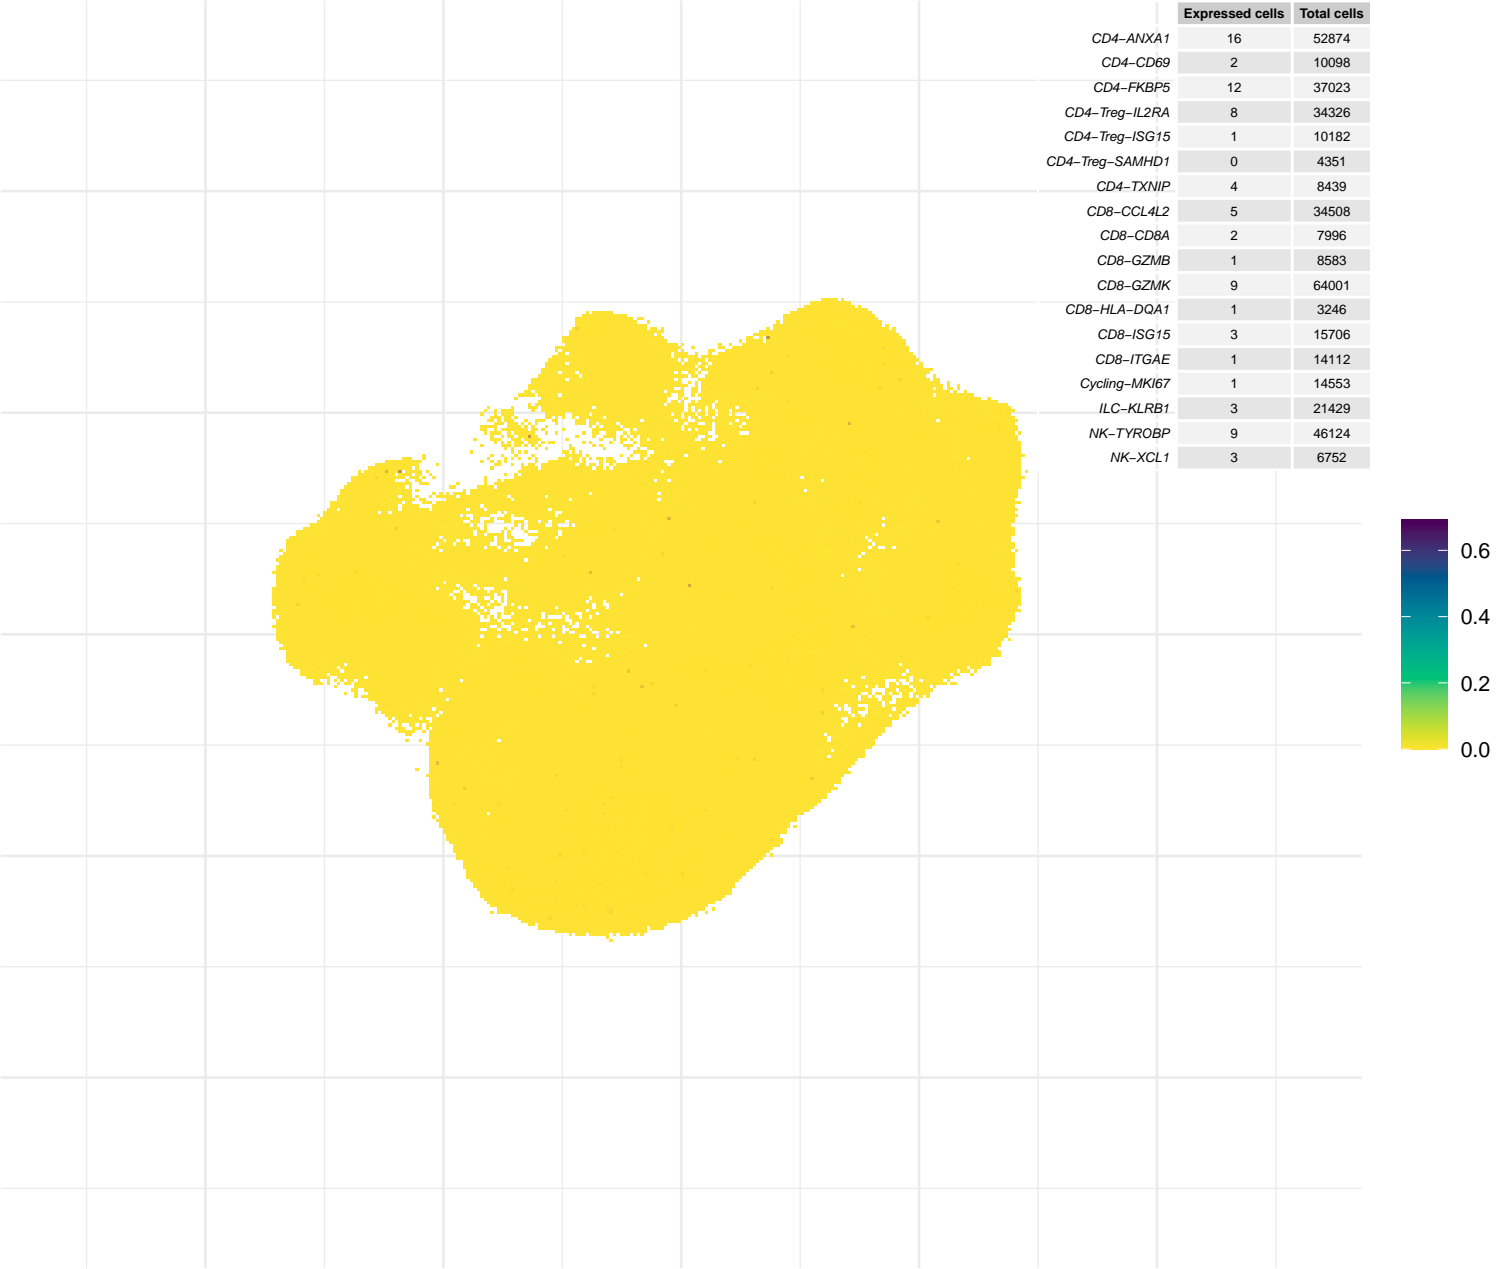 Expressed cells Total cells
CD4−ANXA1 16 52874
CD4−CD69 2 10098
CD4−FKBP5 12 37023
CD4−Treg−IL2RA 8 34326
CD4−Treg−ISG15 1 10182
CD4−Treg−SAMHD1 0 4351
CD4−TXNIP 4 8439
CD8−CCL4L2 5 34508
CD8−CD8A 2 7996
CD8−GZMB 1 8583
CD8−GZMK 9 64001
CD8−HLA−DQA1 1 3246
CD8−ISG15 3 15706
CD8−ITGAE 1 14112
Cycling−MKI67 1 14553
ILC−KLRB1 3 21429
NK−TYROBP 9 46124
NK−XCL1 3 6752
0.6
0.4
0.2
0.0